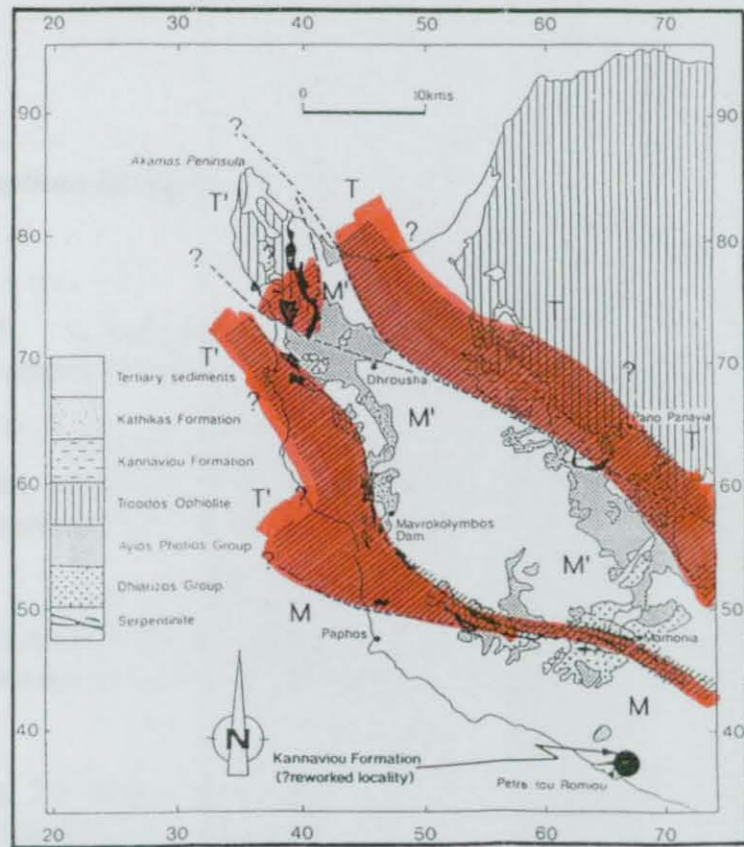 20 30 40 50 60 70
90
80
70
60
50
40
90
80
70
60
50
40
0 10kms
?
Akamas Peninsula
T'
T
?
?
?
M'
T
T'
Dhrousha
?
?
M'
Pano Panayia
T
Tertiary sediments
Kathikas Formation
Kannaviou Formation
Troodos Ophiolite
Ayios Photios Group
Dhiarizos Group
Serpentinite
T'
?
Mavrokolymbos
Dam
M'
M
Paphos
Mamonia
M
N
Kannaviou Formation
(?reworked locality)
Petra tou Romiou
20 30 40 50 60 70